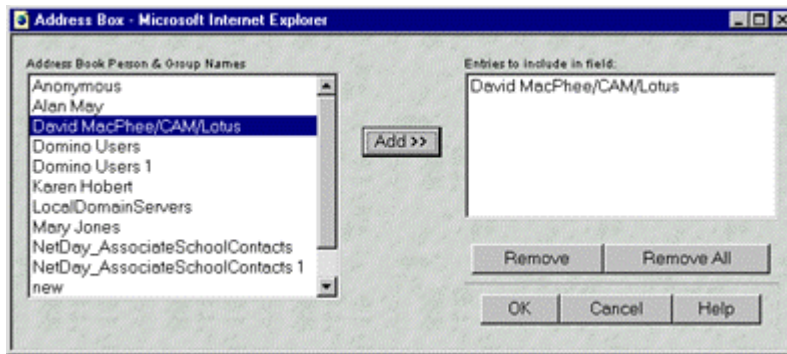 Address Box - Microsoft Internet Explorer
Address Book Person & Group Names
Anonymous
Alan May
David MacPhee/CAM/Lotus
Domino Users
Domino Users 1
Karen Hobert
LocalDomainServers
Mary Jones
NetDay_AssociateSchoolContacts
NetDay_AssociateSchoolContacts 1
new
Add >>
Entries to include in field:
David MacPhee/CAM/Lotus
Remove Remove All
OK Cancel Help